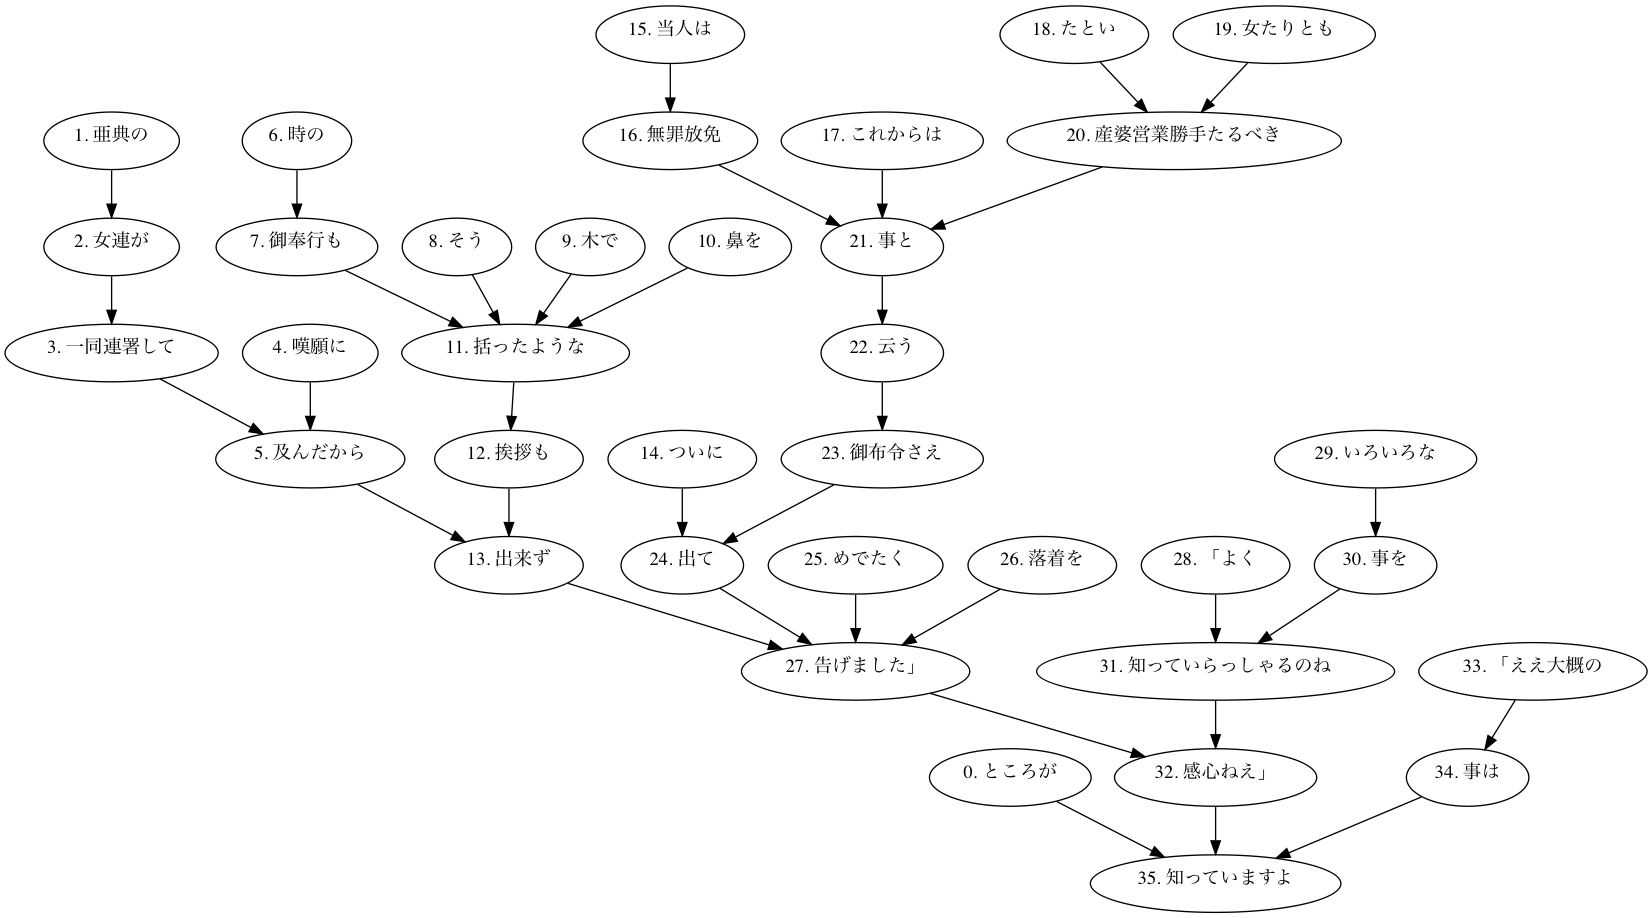 15. 当人は
18. たとい
19. 女たりとも
1. 亜典の
6. 時の
16. 無罪放免
17. これからは
20. 産婆営業勝手たるべき
2. 女連が
7. 御奉行も
8. そう
9. 木で
10. 鼻を
21. 事と
3. 一同連署して
4. 嘆願に
11. 括ったような
22. 云う
5. 及んだから
12. 挨拶も
14. ついに
23. 御布令さえ
29. いろいろな
13. 出来ず
24. 出て
25. めでたく
26. 落着を
28. 「よく
30. 事を
27. 告げました」
31. 知っていらっしゃるのね
33. 「ええ大概の
0. ところが
32. 感心ねえ」
34. 事は
35. 知っていますよ